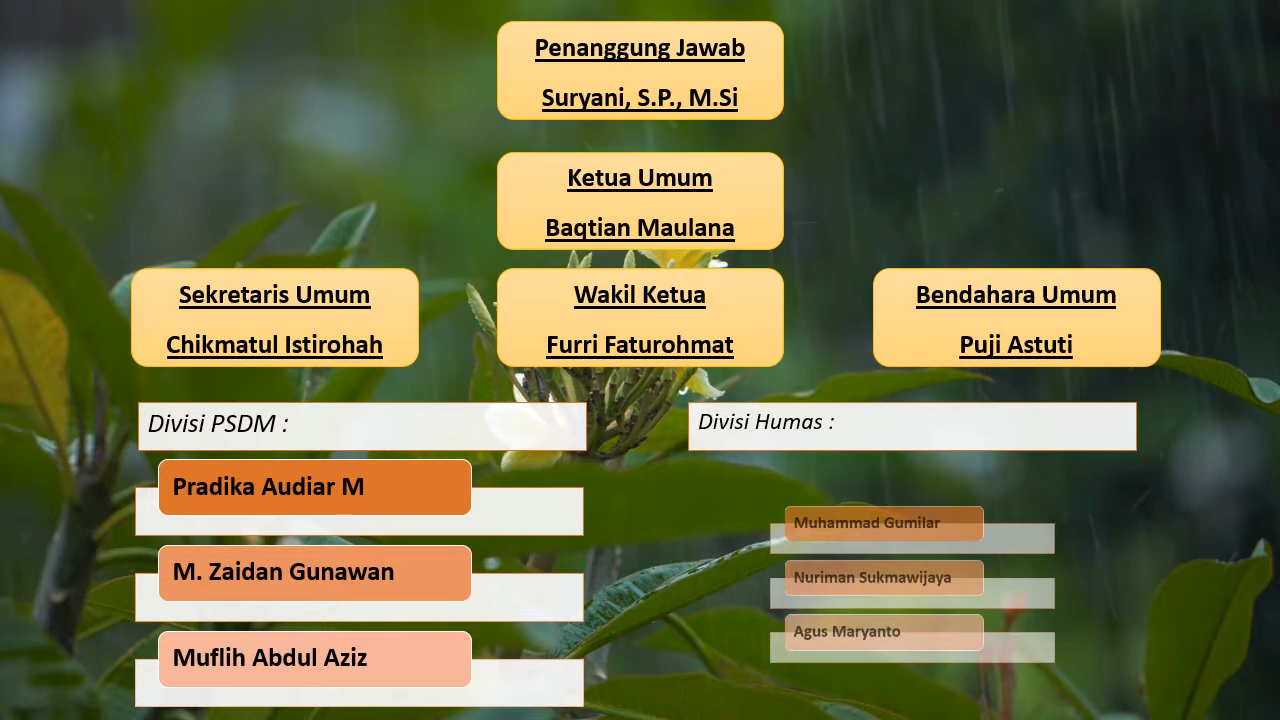 Penanggung Jawab
Suryani, S.P., M.Si
Ketua Umum
Baqtian Maulana
Sekretaris Umum
Chikmatul Istirohah
Wakil Ketua
Furri Faturohmat
Bendahara Umum
Puji Astuti
Divisi PSDM :
Pradika Audiar M
M. Zaidan Gunawan
Muflih Abdul Aziz
Divisi Humas :
Muhammad Gumilar
Nuriman Sukmawijaya
Agus Maryanto